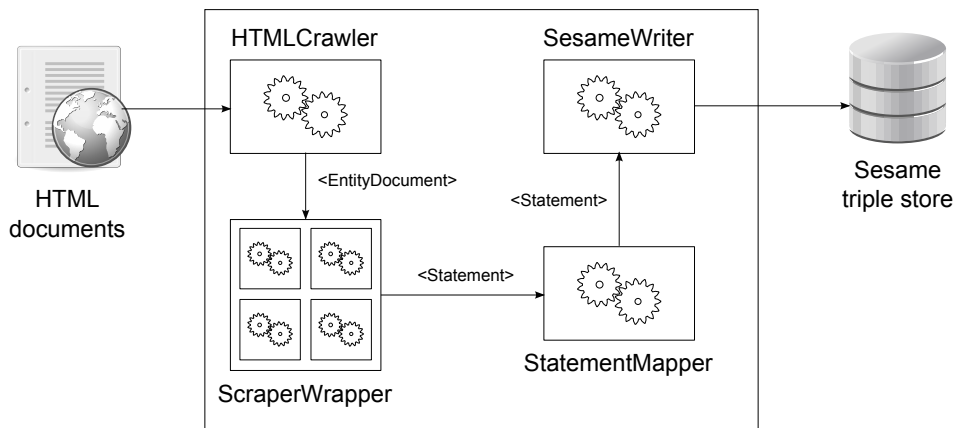 HTMLCrawler
SesameWriter
<EntityDocument>
HTML
documents
Sesame
triple store
<Statement>
<Statement>
StatementMapper
ScraperWrapper